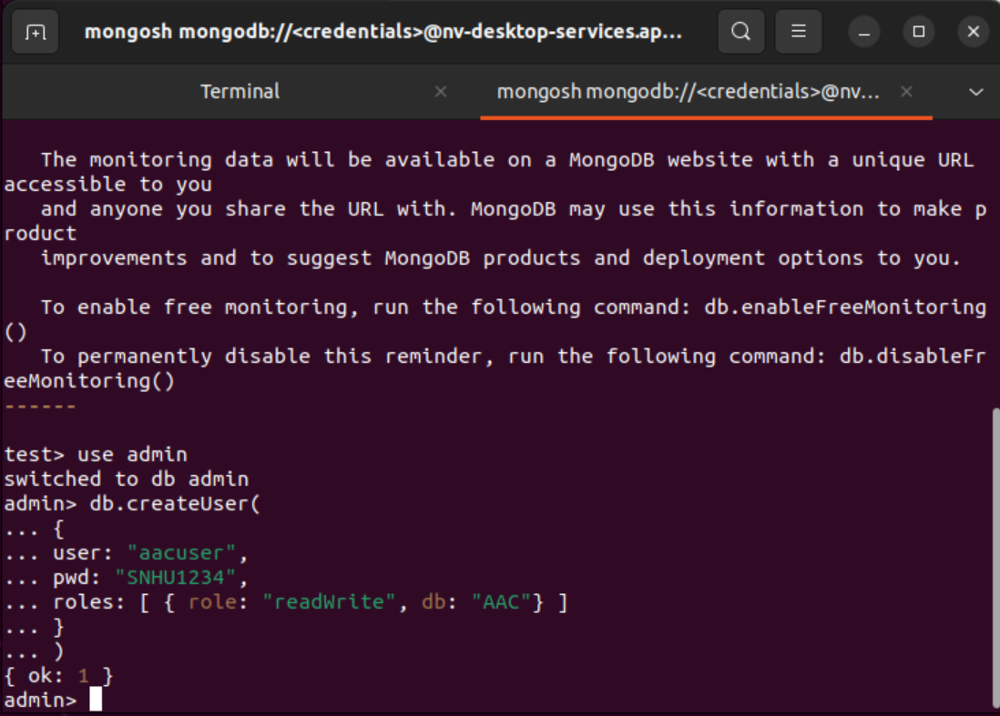 mongosh mongodb://<credentials>@nv-desktop-services.ap...
Terminal
mongosh mongodb://<credentials>@nv...
   The monitoring data will be available on a MongoDB website with a unique URL
accessible to you
   and anyone you share the URL with. MongoDB may use this information to make p
roduct
   improvements and to suggest MongoDB products and deployment options to you.
   To enable free monitoring, run the following command: db.enableFreeMonitoring
()
   To permanently disable this reminder, run the following command: db.disableFr
eeMonitoring()
------
test> use admin
switched to db admin
admin> db.createUser(
... {
... user: "aacuser",
... pwd: "SNHU1234",
... roles: [ { role: "readWrite", db: "AAC"} ]
... }
... )
{ ok: 1 }
admin>